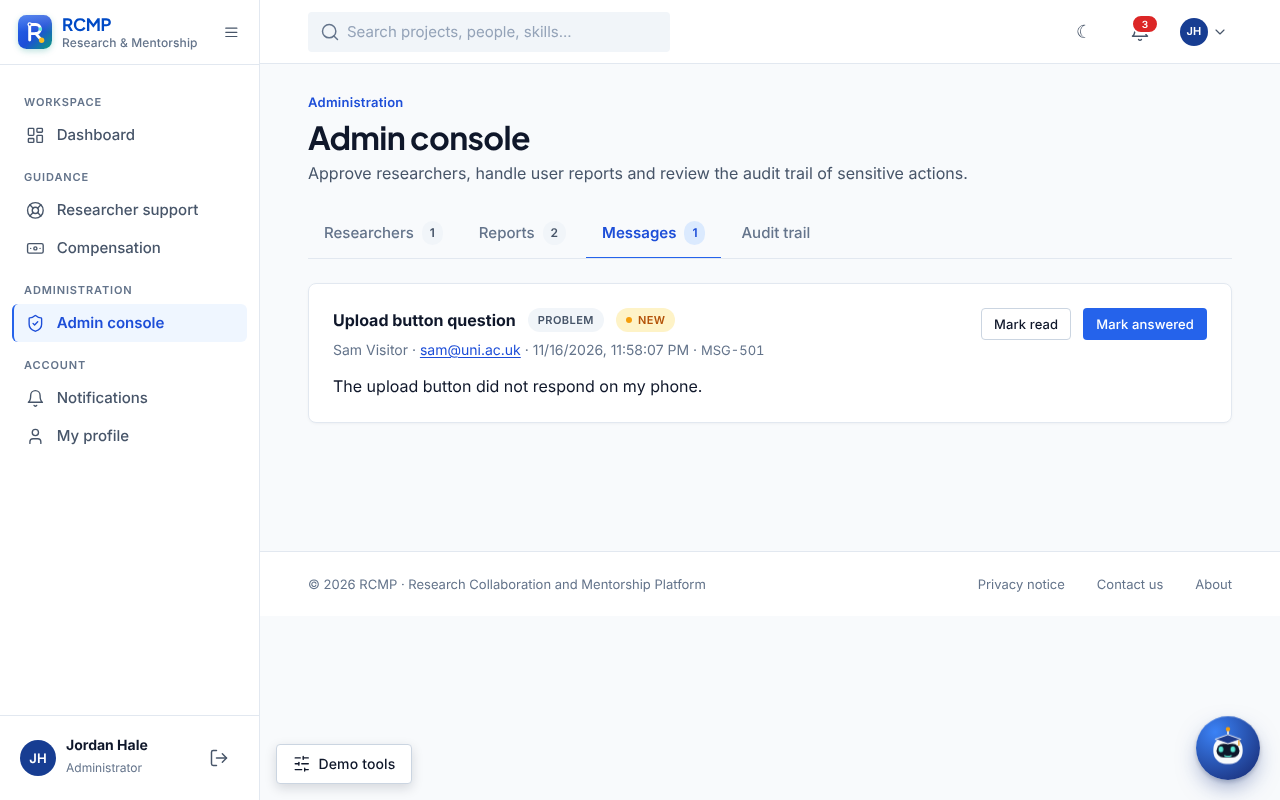 RCMP
Research & Mentorship
Search projects, people, skills...
3
JH
WORKSPACE
Dashboard
GUIDANCE
Researcher support
Compensation
ADMINISTRATION
Admin console
ACCOUNT
Notifications
My profile
JH
Jordan Hale
Administrator
Administration
Admin console
Approve researchers, handle user reports and review the audit trail of sensitive actions.
Researchers 1 Reports 2 Messages 1 Audit trail
Upload button question PROBLEM NEW Mark read Mark answered
Sam Visitor · sam@uni.ac.uk · 11/16/2026, 11:58:07 PM · MSG-501
The upload button did not respond on my phone.
© 2026 RCMP · Research Collaboration and Mentorship Platform Privacy notice Contact us About
Demo tools